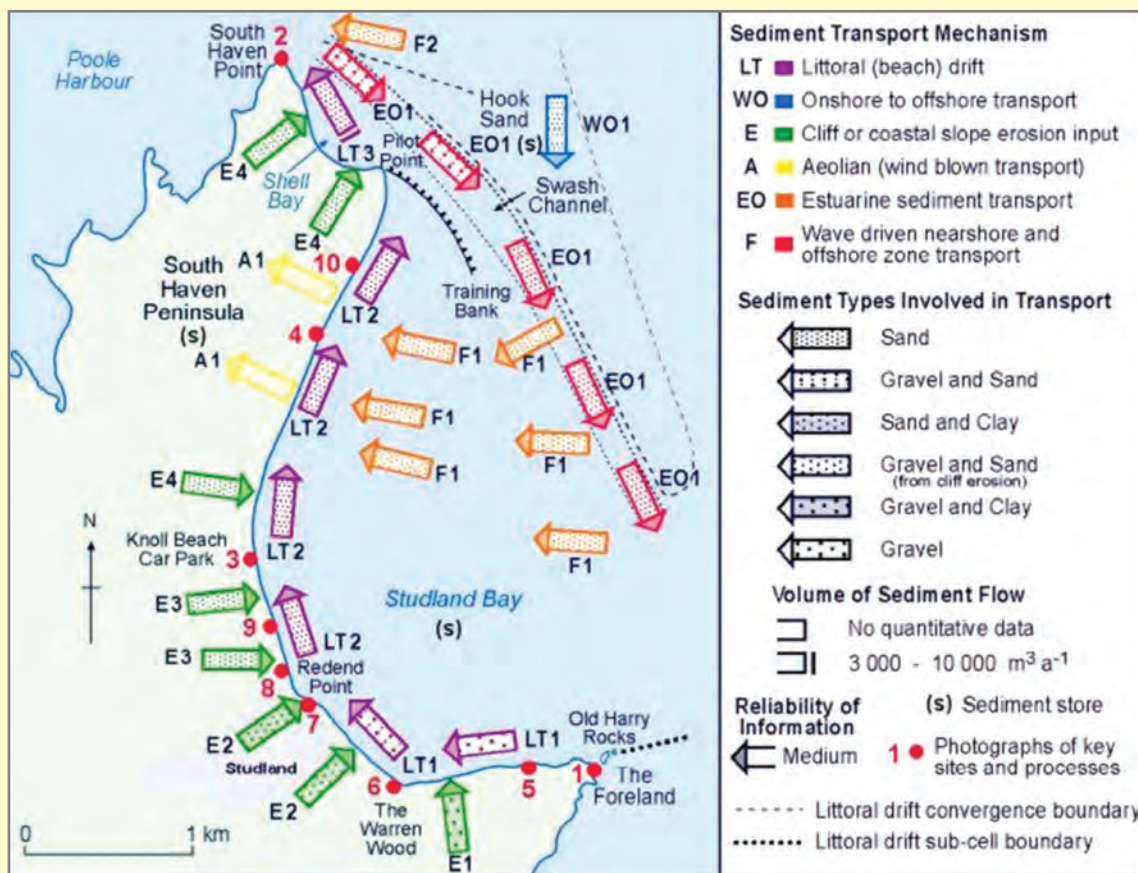 South
Haven
Point
2
Poole
Harbour
F2
Hook
Sand
EO1
EO1 (s)
WO1
E4
LT3
Pilot
Point
Shell
Bay
Swash
Channel
E4
A1
10
South
Haven
Peninsula
(s)
LT2
Training
Bank
EO1
4
F1
F1
A1
EO1
LT2
F1
F1
F1
EO1
E4
N
Knoll Beach
Car Park
3
LT2
F1
Studland Bay
(s)
E3
9
LT2
E3
8
Redend
Point
7
E2
Studland
LT1
LT1
Old Harry
Rocks
E2
6
5
1
The
Foreland
The
Warren
Wood
E1
0 1 km
Sediment Transport Mechanism
LT Littoral (beach) drift
WO Onshore to offshore transport
E Cliff or coastal slope erosion input
A Aeolian (wind blown transport)
EO Estuarine sediment transport
F Wave driven nearshore and
offshore zone transport
Sediment Types Involved in Transport
Sand
Gravel and Sand
Sand and Clay
Gravel and Sand
(from cliff erosion)
Gravel and Clay
Gravel
Volume of Sediment Flow
No quantitative data
3 000 - 10 000 m³ a⁻¹
Reliability of
Information
Medium
(s) Sediment store
1 Photographs of key
sites and processes
Littoral drift convergence boundary
Littoral drift sub-cell boundary